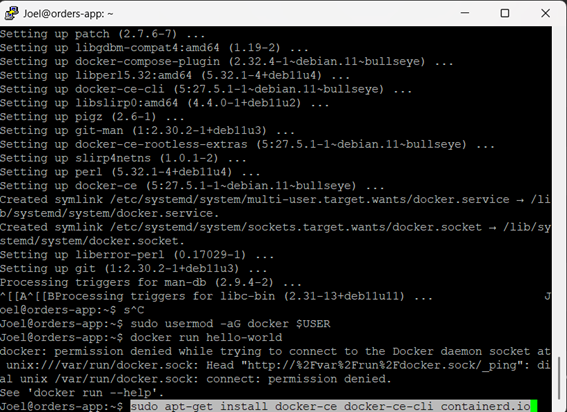 Joel@orders-app: ~
Setting up patch (2.7.6-7) ...
Setting up libgdbm-compat4:amd64 (1.19-2) ...
Setting up docker-compose-plugin (2.32.4-1~debian.11~bullseye) ...
Setting up libperl5.32:amd64 (5.32.1-4+deb11u4) ...
Setting up docker-ce-cli (5:27.5.1-1~debian.11~bullseye) ...
Setting up libslirp0:amd64 (4.4.0-1+deb11u2) ...
Setting up pigz (2.6-1) ...
Setting up git-man (1:2.30.2-1+deb11u3) ...
Setting up docker-ce-rootless-extras (5:27.5.1-1~debian.11~bullseye) ...
Setting up slirp4netns (1.0.1-2) ...
Setting up perl (5.32.1-4+deb11u4) ...
Setting up docker-ce (5:27.5.1-1~debian.11~bullseye) ...
Created symlink /etc/systemd/system/multi-user.target.wants/docker.service → /li
b/systemd/system/docker.service.
Created symlink /etc/systemd/system/sockets.target.wants/docker.socket → /lib/sy
stemd/system/docker.socket.
Setting up liberror-perl (0.17029-1) ...
Setting up git (1:2.30.2-1+deb11u3) ...
Processing triggers for man-db (2.9.4-2) ...
^[[A^[[BProcessing triggers for libc-bin (2.31-13+deb11u11) ... J
oel@orders-app:~$ s^C
Joel@orders-app:~$ sudo usermod -aG docker $USER
Joel@orders-app:~$ docker run hello-world
docker: permission denied while trying to connect to the Docker daemon socket at
unix:///var/run/docker.sock: Head "http://%2Fvar%2Frun%2Fdocker.sock/_ping": di
al unix /var/run/docker.sock: connect: permission denied.
See 'docker run --help'.
Joel@orders-app:~$ sudo apt-get install docker-ce docker-ce-cli containerd.io